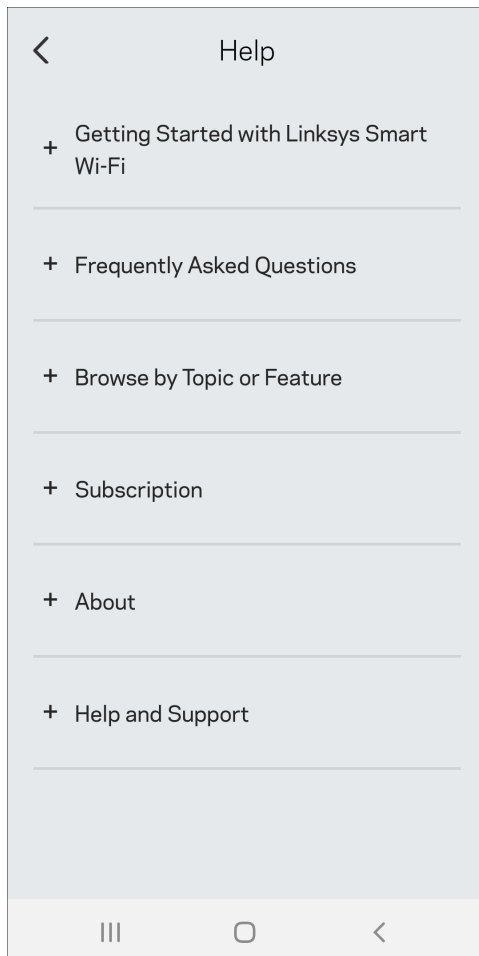 Help
Getting Started with Linksys Smart
Wi-Fi
Frequently Asked Questions
Browse by Topic or Feature
Subscription
About
Help and Support